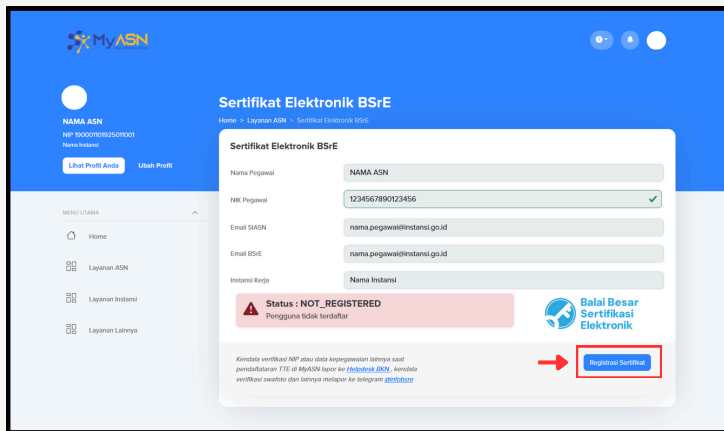 MyASN
NAMA ASN
NIP 190001101925011001
Nama Instansi
Lihat Profil Anda
Ubah Profil
MENU UTAMA
Home
Layanan ASN
Layanan Instansi
Layanan Lainnya
Sertifikat Elektronik BSrE
Home > Layanan ASN > Sertifikat Elektronik BSrE
Sertifikat Elektronik BSrE
Nama Pegawai
NAMA ASN
NIK Pegawai
1234567890123456
Email SIASN
nama.pegawai@instansi.go.id
Email BSrE
nama.pegawai@instansi.go.id
Instansi Kerja
Nama Instansi
Status : NOT_REGISTERED
Pengguna tidak terdaftar
Balai Besar
Sertifikasi
Elektronik
Kendala verifikasi NIP atau data kepegawaian lainnya saat
pendaftataran TTE di MyASN lapor ke Helpdesk BKN , kendala
verifikasi swafoto dan lainnya melapor ke telegram @infobsre
Registrasi Sertifikat